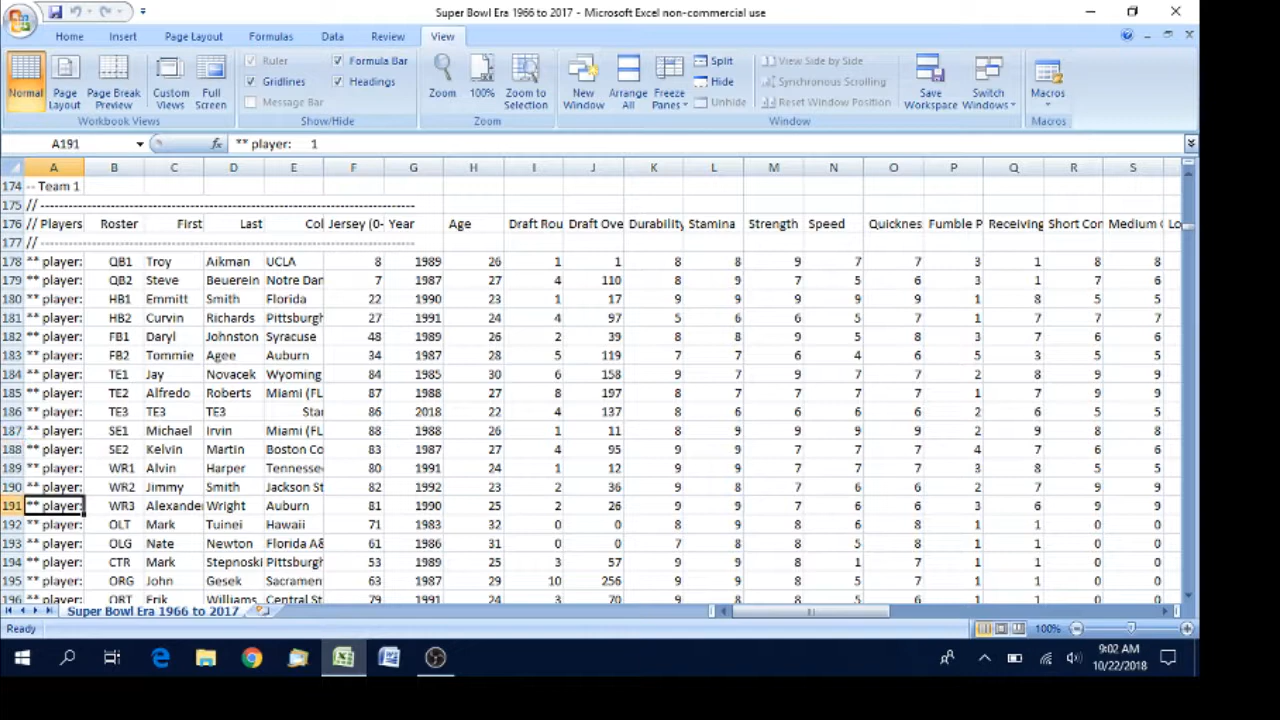 Super Bowl Era 1966 to 2017 - Microsoft Excel non-commercial use
Home Insert Page Layout Formulas Data Review View
Normal Page Layout Page Break Preview Custom Views Full Screen
Workbook Views
Ruler Formula Bar
Gridlines Headings
Message Bar
Show/Hide
Zoom 100% Zoom to Selection
Zoom
New Window Arrange All Freeze Panes
Split
Hide
Unhide
View Side by Side
Synchronous Scrolling
Reset Window Position
Window
Save Workspace Switch Windows
Macros
Macros
A191 fx ** player: 1
A B C D E F G H I J K L M N O P Q R S
174 -- Team 1
175 // -----------------------------------------------------------------------
176 // Players Roster First Last Col Jersey (0- Year Age Draft Rou Draft Ove Durability Stamina Strength Speed Quicknes Fumble P Receiving Short Con Medium C Lo
177 // -----------------------------------------------------------------------
178 ** player: QB1 Troy Aikman UCLA 8 1989 26 1 1 8 8 9 7 7 3 1 8 8
179 ** player: QB2 Steve Beuerein Notre Dan 7 1987 27 4 110 8 9 7 5 6 3 1 7 6
180 ** player: HB1 Emmitt Smith Florida 22 1990 23 1 17 9 9 9 9 9 1 8 5 5
181 ** player: HB2 Curvin Richards Pittsburgh 27 1991 24 4 97 5 6 6 5 7 1 7 7 7
182 ** player: FB1 Daryl Johnston Syracuse 48 1989 26 2 39 8 8 9 5 8 3 7 6 6
183 ** player: FB2 Tommie Agee Auburn 34 1987 28 5 119 7 7 6 4 6 5 3 5 5
184 ** player: TE1 Jay Novacek Wyoming 84 1985 30 6 158 9 7 9 7 7 2 8 9 9
185 ** player: TE2 Alfredo Roberts Miami (FL 87 1988 27 8 197 8 7 7 7 7 1 7 9 9
186 ** player: TE3 TE3 TE3 Star 86 2018 22 4 137 8 6 6 6 6 2 6 5 5
187 ** player: SE1 Michael Irvin Miami (FL 88 1988 26 1 11 9 9 9 9 9 2 9 8 8
188 ** player: SE2 Kelvin Martin Boston Co 83 1987 27 4 95 9 9 7 7 7 4 7 6 6
189 ** player: WR1 Alvin Harper Tennesse 80 1991 24 1 12 9 9 7 7 7 3 8 5 5
190 ** player: WR2 Jimmy Smith Jackson St 82 1992 23 2 36 9 8 7 6 6 2 7 9 9
191 ** player: WR3 Alexander Wright Auburn 81 1990 25 2 26 9 9 7 6 6 3 6 9 9
192 ** player: OLT Mark Tuinei Hawaii 71 1983 32 0 0 8 9 8 6 8 1 1 0 0
193 ** player: OLG Nate Newton Florida A& 61 1986 31 0 0 7 8 8 5 8 1 1 0 0
194 ** player: CTR Mark Stepnoski Pittsburgh 53 1989 25 3 57 9 9 8 1 7 1 1 0 0
195 ** player: ORG John Gesek Sacramen 63 1987 29 10 256 9 9 8 5 7 1 1 0 0
196 ** player: ORT Erik Williams Central St 79 1991 24 3 70 9 8 8 5 6 1 1 0 0
Super Bowl Era 1966 to 2017
Ready 100%
9:02 AM
10/22/2018